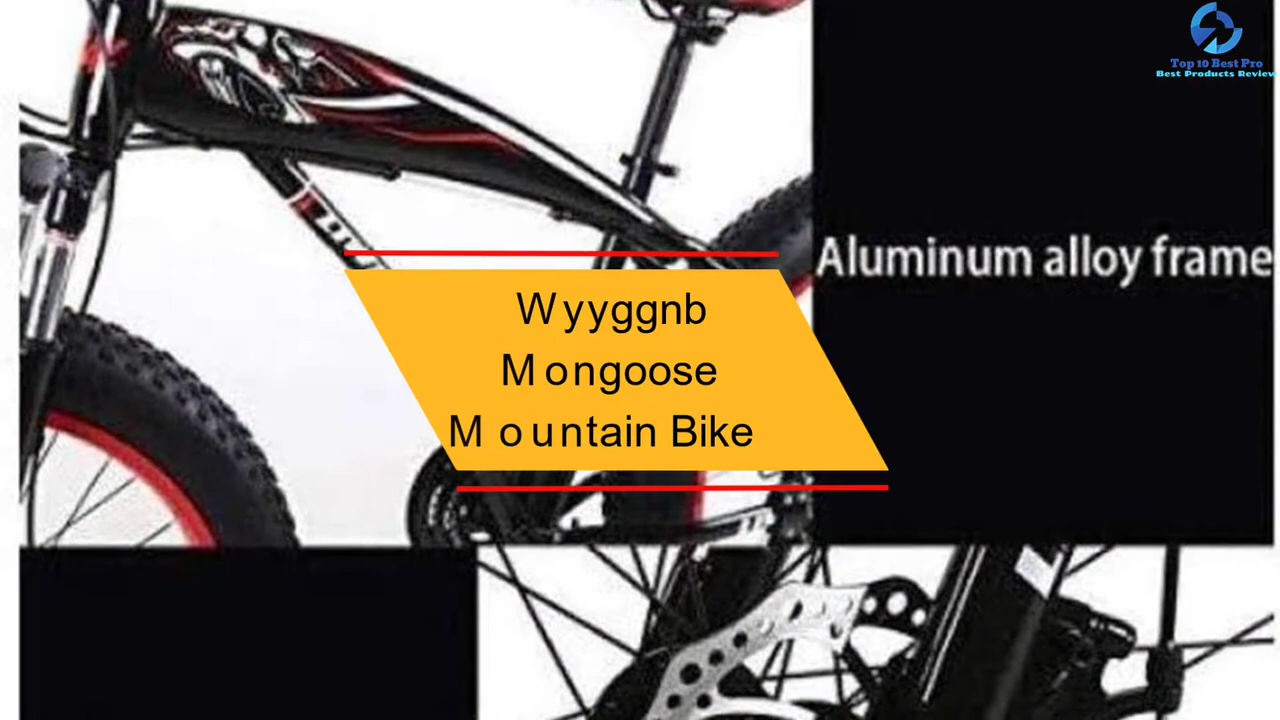 Top 10 Best Pro
Best Products Review
Aluminum alloy frame
Wyyggnb
Mongoose
Mountain Bike